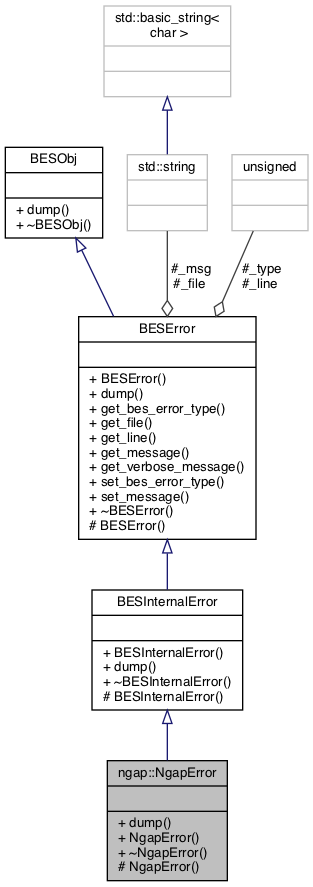 std::basic_string<
char >
BESObj
+ dump()
+ ~BESObj()
std::string
unsigned
#_msg
#_file
#_type
#_line
BESError
+ BESError()
+ dump()
+ get_bes_error_type()
+ get_file()
+ get_line()
+ get_message()
+ get_verbose_message()
+ set_bes_error_type()
+ set_message()
+ ~BESError()
# BESError()
BESInternalError
+ BESInternalError()
+ dump()
+ ~BESInternalError()
# BESInternalError()
ngap::NgapError
+ dump()
+ NgapError()
+ ~NgapError()
# NgapError()